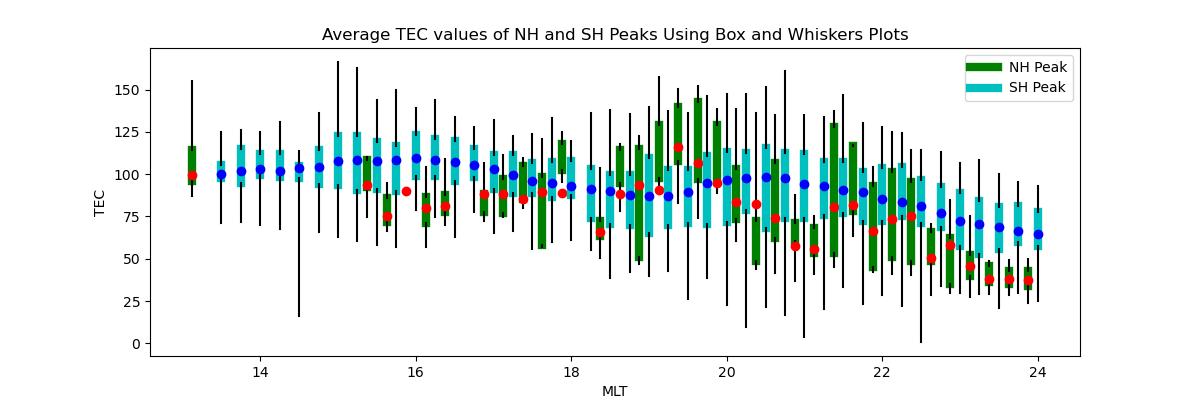 Average TEC values of NH and SH Peaks Using Box and Whiskers Plots
NH Peak
SH Peak
TEC
150
125
100
75
50
25
0
14 16 18 20 22 24
MLT